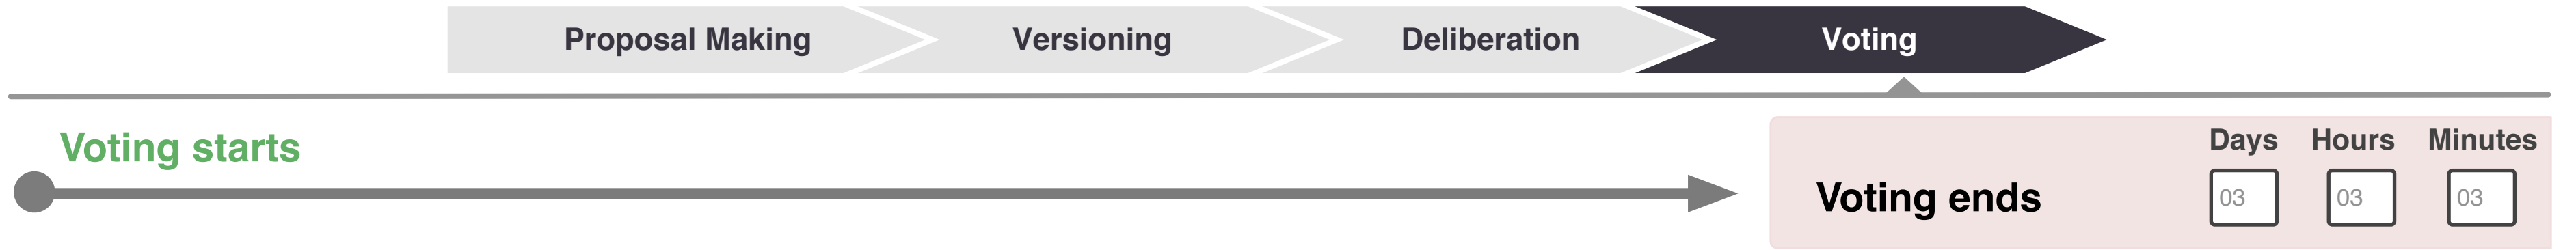 Proposal Making Versioning Deliberation Voting
Voting starts
Days Hours Minutes
Voting ends 03 03 03